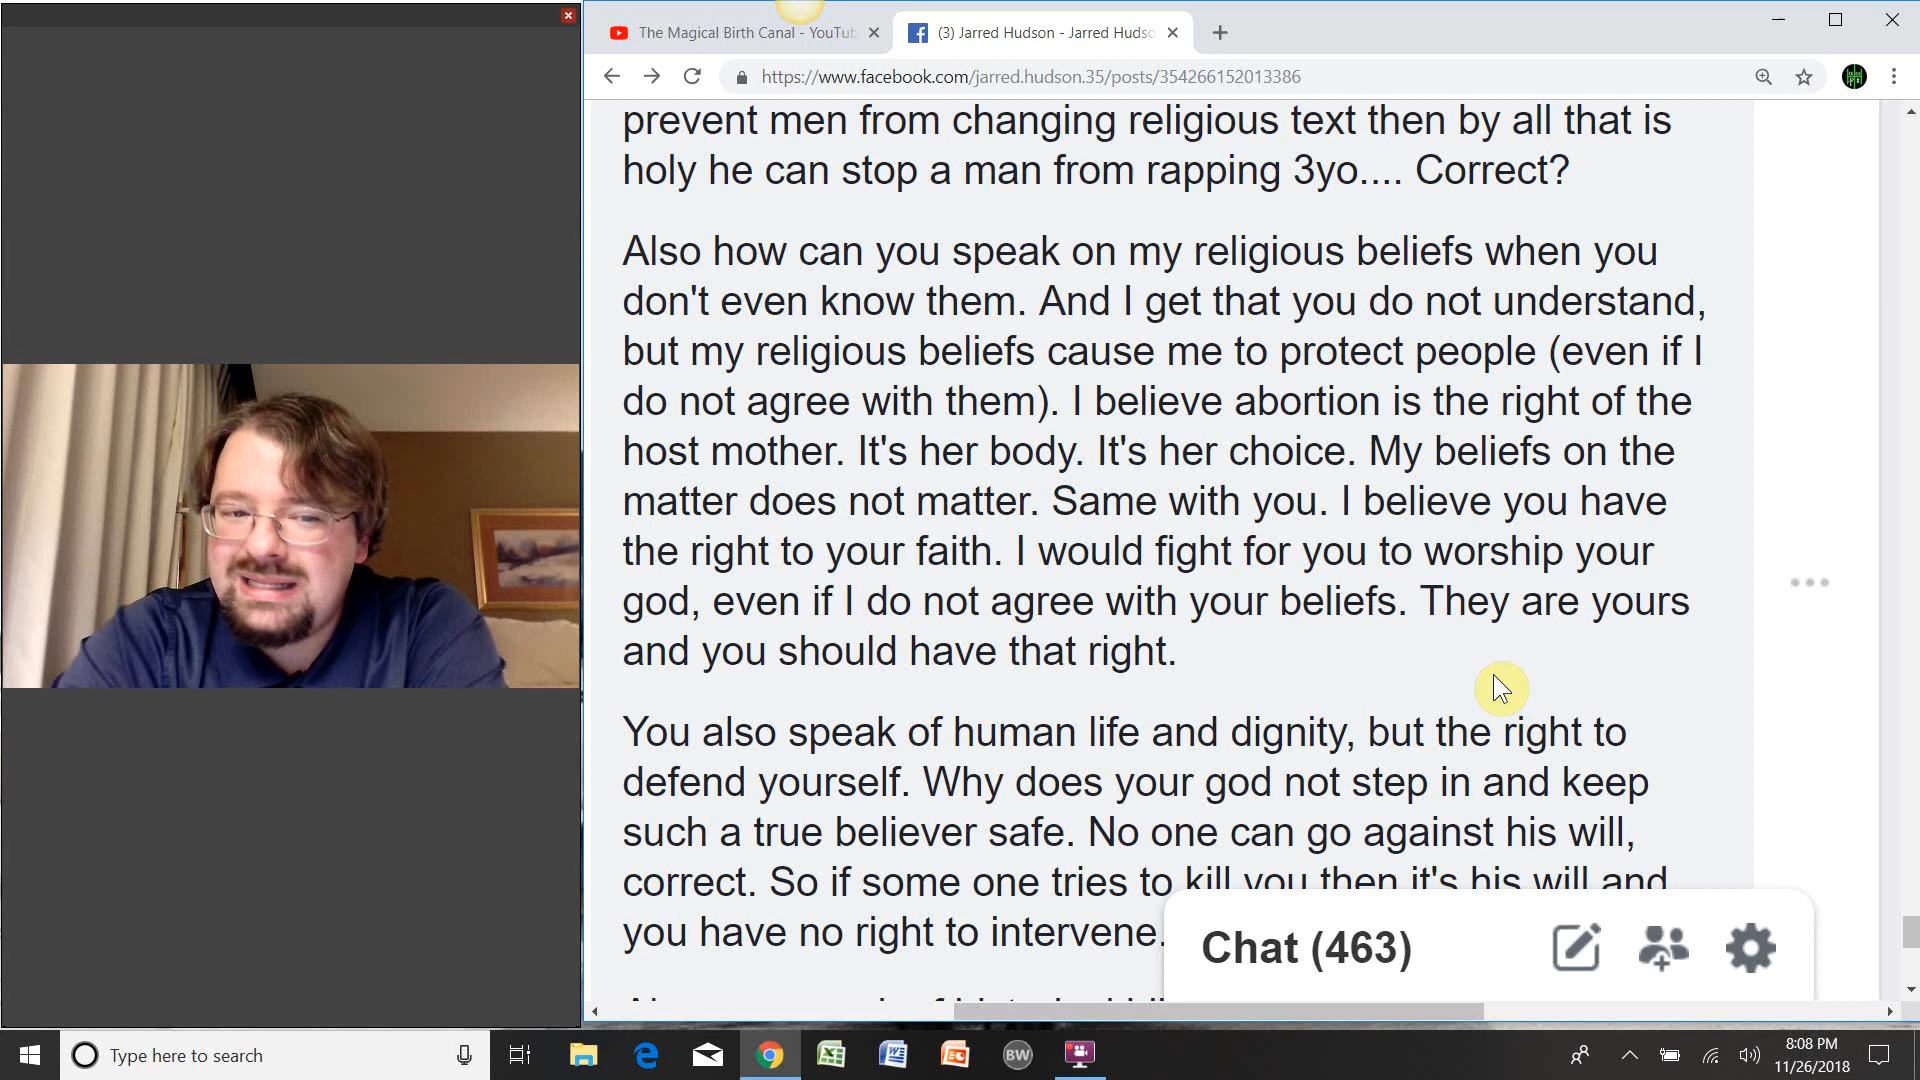 The Magical Birth Canal - YouTub
(3) Jarred Hudson - Jarred Hudso
https://www.facebook.com/jarred.hudson.35/posts/354266152013386
prevent men from changing religious text then by all that is
holy he can stop a man from rapping 3yo.... Correct?
Also how can you speak on my religious beliefs when you
don't even know them. And I get that you do not understand,
but my religious beliefs cause me to protect people (even if I
do not agree with them). I believe abortion is the right of the
host mother. It's her body. It's her choice. My beliefs on the
matter does not matter. Same with you. I believe you have
the right to your faith. I would fight for you to worship your
god, even if I do not agree with your beliefs. They are yours
and you should have that right.
You also speak of human life and dignity, but the right to
defend yourself. Why does your god not step in and keep
such a true believer safe. No one can go against his will,
correct. So if some one tries to kill you then it's his will and
you have no right to intervene.
Chat (463)
Type here to search
BW
8:08 PM
11/26/2018